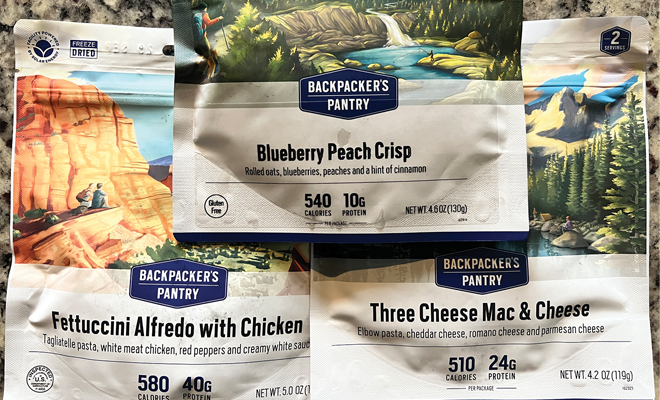 BACKPACKER'S
PANTRY
Blueberry Peach Crisp
Rolled oats, blueberries, peaches and a hint of cinnamon
Gluten
Free
540 10G
CALORIES PROTEIN
PER PACKAGE
NET WT. 4.6 OZ (130g)
FREEZE
DRIED
BACKPACKER'S
PANTRY
Fettuccini Alfredo with Chicken
Tagliatelle pasta, white meat chicken, red peppers and creamy white
INSPECTED
U.S.
580 40G
CALORIES PROTEIN
NET WT. 5.0 OZ
2
SERVINGS
BACKPACKER'S
PANTRY
Three Cheese Mac & Cheese
Elbow pasta, cheddar cheese, romano cheese and parmesan cheese
510 24G
CALORIES PROTEIN
PER PACKAGE
NET WT. 4.2 OZ (119g)